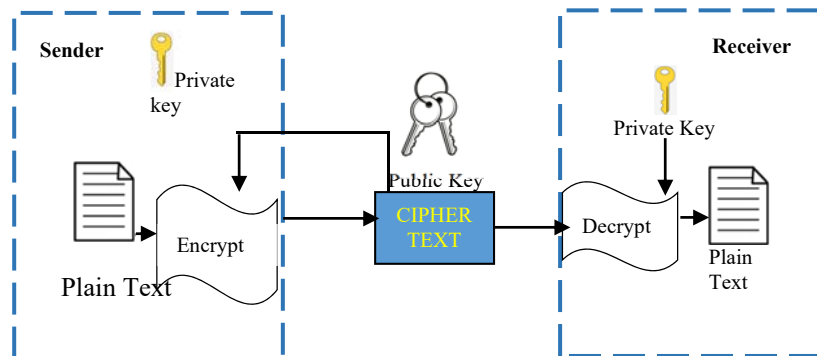 Sender
Private
key
Receiver
Private Key
Public Key
CIPHER
TEXT
Encrypt
Decrypt
Plain Text
Plain
Text